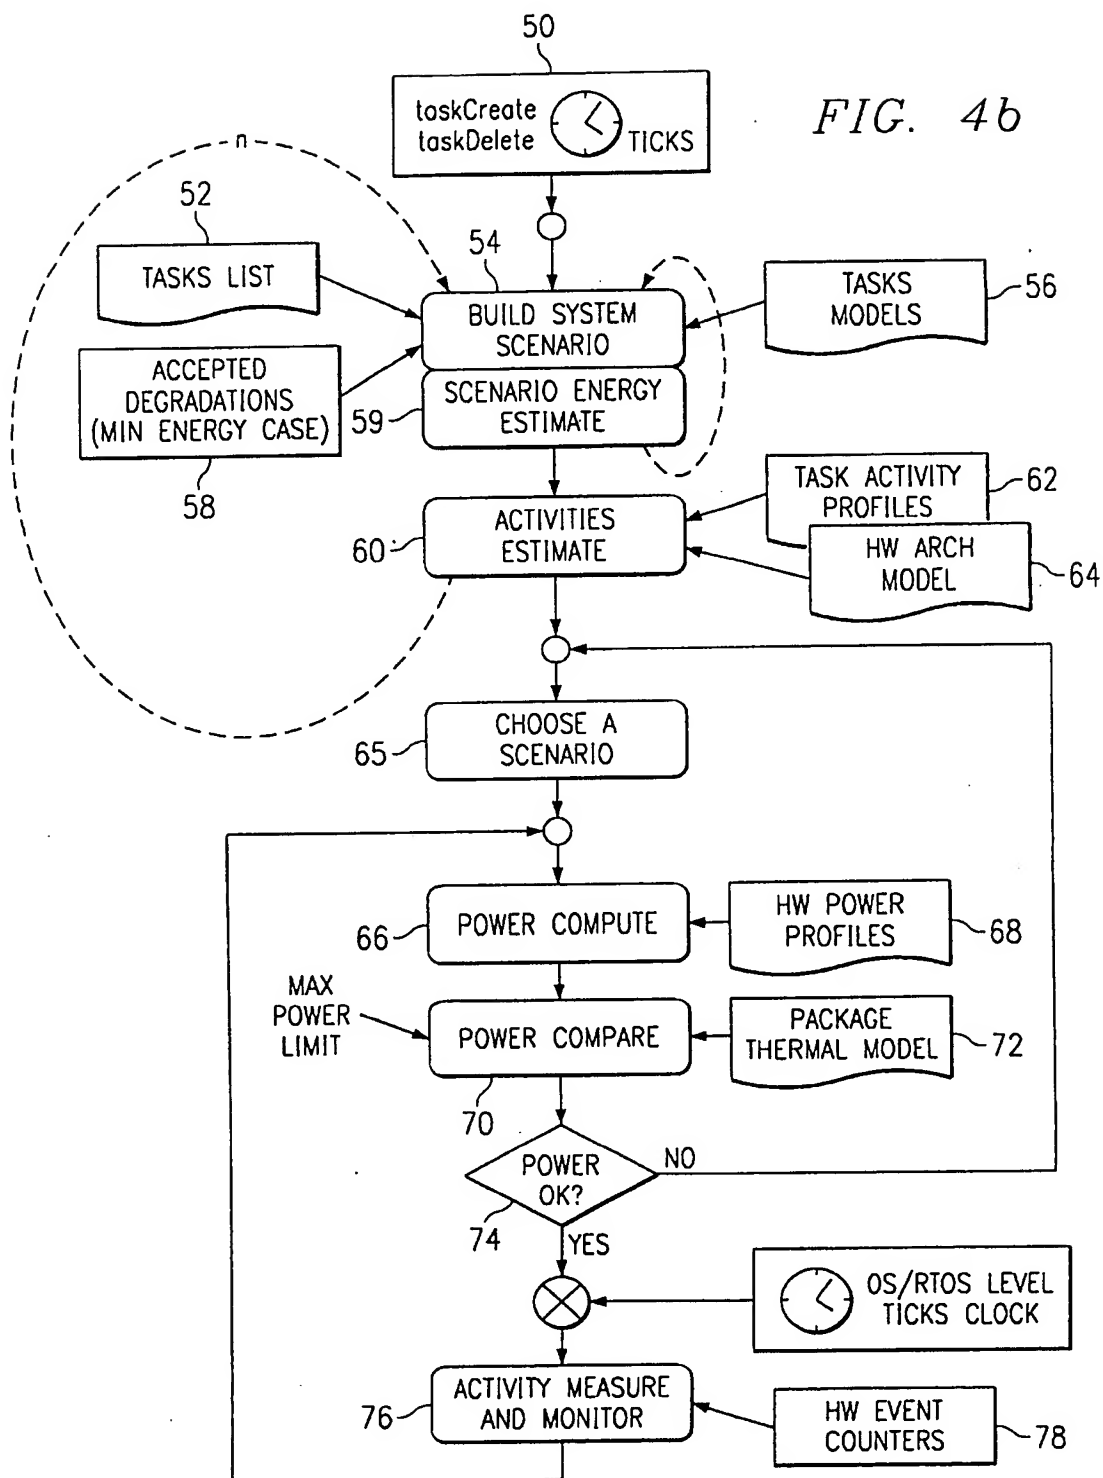 50
FIG. 4b
taskCreate
taskDelete
TICKS
n
52
TASKS LIST
54
BUILD SYSTEM
SCENARIO
TASKS
MODELS
56
ACCEPTED
DEGRADATIONS
(MIN ENERGY CASE)
58
59
SCENARIO ENERGY
ESTIMATE
60
ACTIVITIES
ESTIMATE
TASK ACTIVITY
PROFILES
62
HW ARCH
MODEL
64
65
CHOOSE A
SCENARIO
66
POWER COMPUTE
HW POWER
PROFILES
68
MAX
POWER
LIMIT
POWER COMPARE
70
PACKAGE
THERMAL MODEL
72
POWER
OK?
NO
74
YES
OS/RTOS LEVEL
TICKS CLOCK
76
ACTIVITY MEASURE
AND MONITOR
HW EVENT
COUNTERS
78